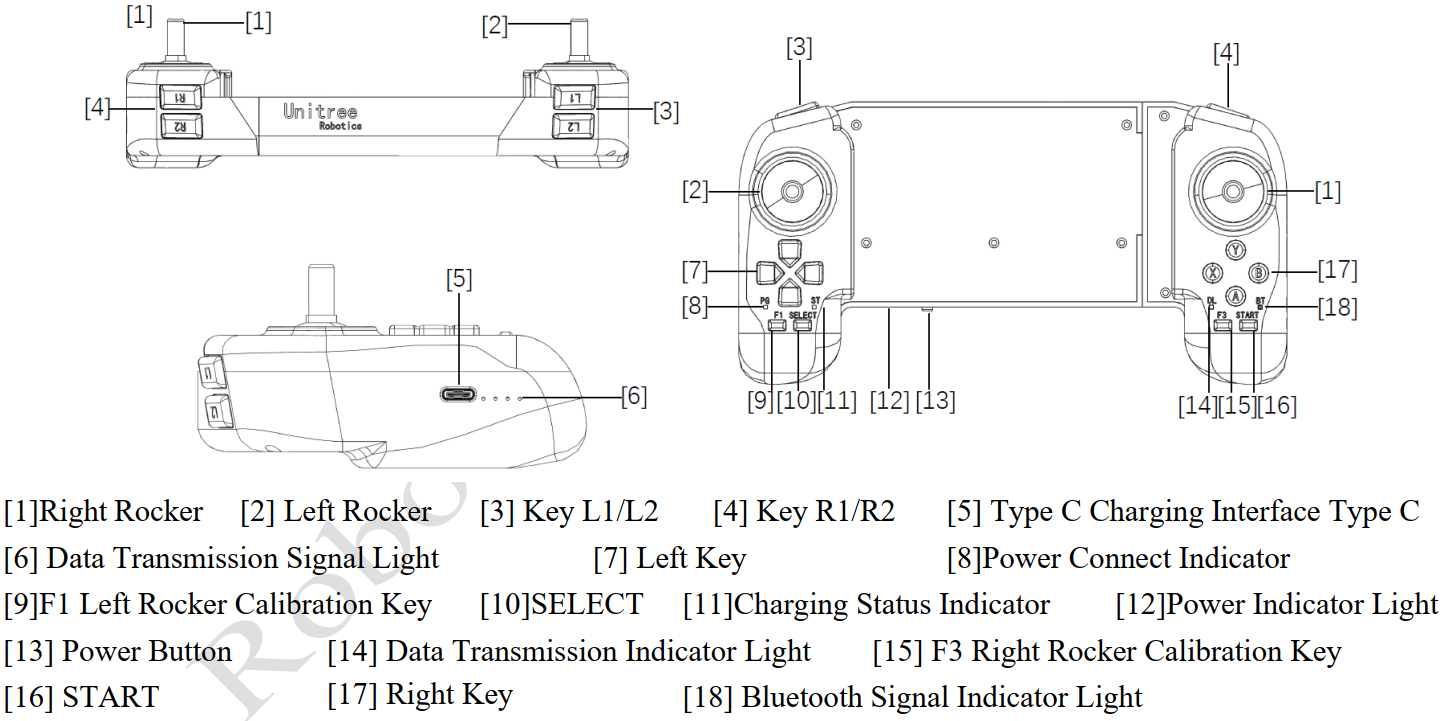 [1] [1] [2]
[4] R1 L1 [3]
Unitree
Robotics
R2 L2
[3] [4]
[2] [1]
Y
[7] X B [17]
A
[8] PG ST DL BT [18]
F1 SELECT F3 START
[9] [10] [11] [12] [13] [14] [15] [16]
[5]
L1
[6]
L2
[1]Right Rocker [2] Left Rocker [3] Key L1/L2 [4] Key R1/R2 [5] Type C Charging Interface Type C
[6] Data Transmission Signal Light [7] Left Key [8]Power Connect Indicator
[9]F1 Left Rocker Calibration Key [10]SELECT [11]Charging Status Indicator [12]Power Indicator Light
[13] Power Button [14] Data Transmission Indicator Light [15] F3 Right Rocker Calibration Key
[16] START [17] Right Key [18] Bluetooth Signal Indicator Light